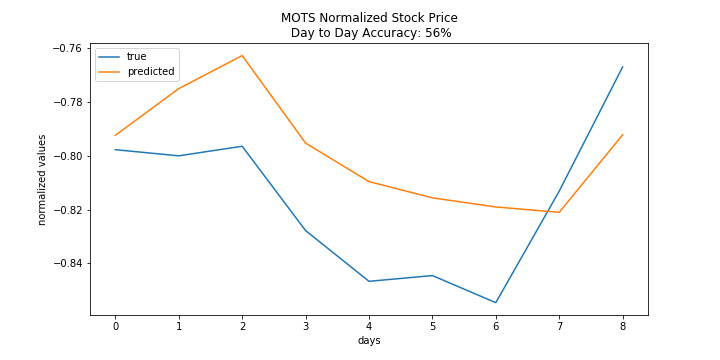 MOTS Normalized Stock Price
Day to Day Accuracy: 56%
true
predicted
normalized values
−0.76
−0.78
−0.80
−0.82
−0.84
0 1 2 3 4 5 6 7 8
days